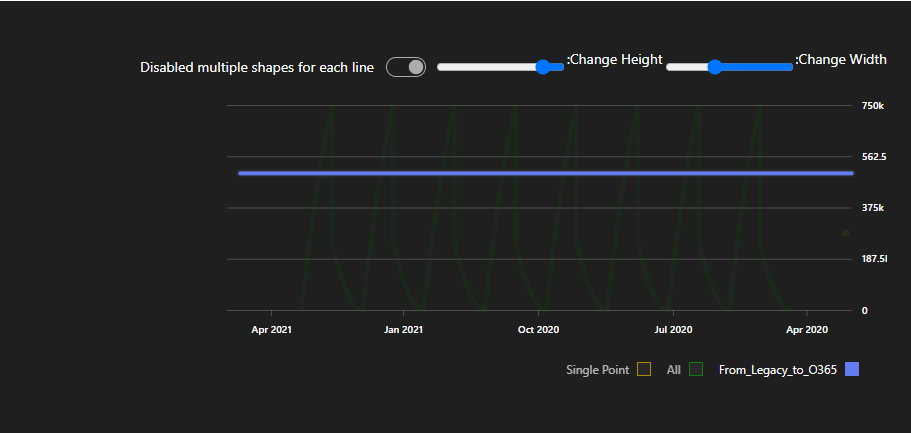 Disabled multiple shapes for each line
:Change Height
:Change Width
750k
562.5
375k
187.5l
0
Apr 2021
Jan 2021
Oct 2020
Jul 2020
Apr 2020
Single Point
All
From_Legacy_to_O365